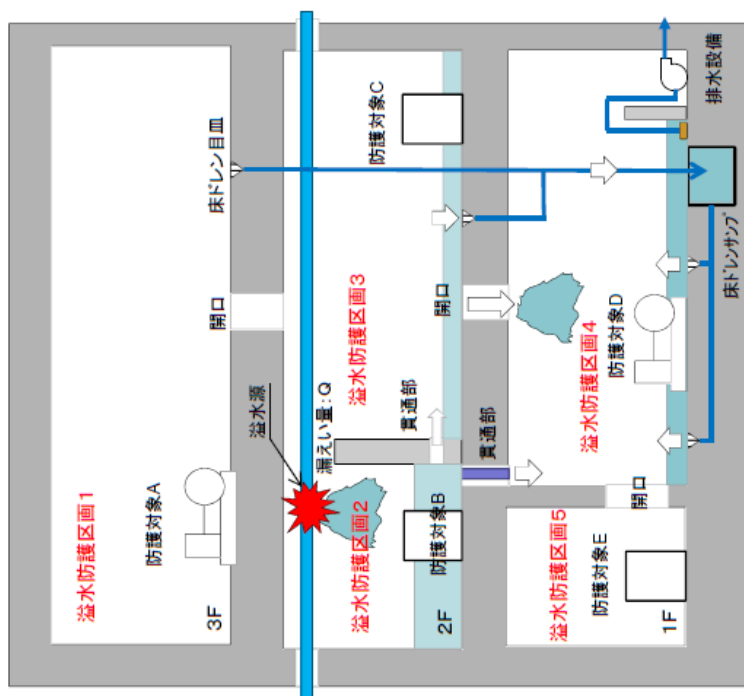 溢水防護区画1
防護対象A
3F
開口
床ドレン目皿
溢水源
漏えい量:Q
溢水防護区画2
防護対象B
2F
貫通部
貫通部
溢水防護区画3
開口
防護対象C
溢水防護区画5
防護対象E
1F
開口
溢水防護区画4
防護対象D
床ドレンサンプ
排水設備